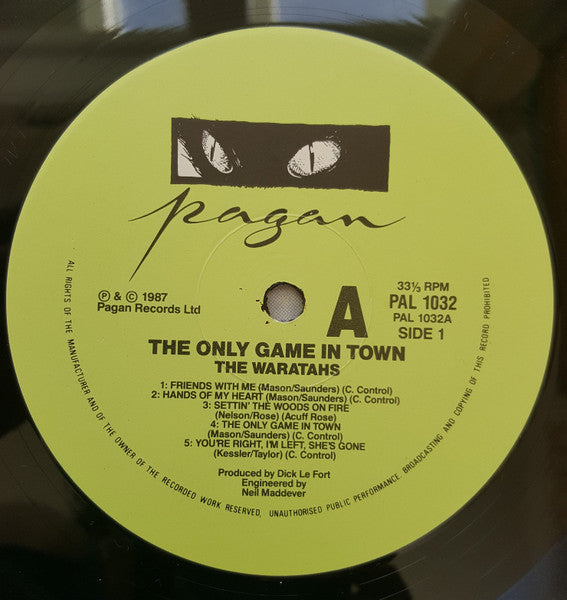 pagan
℗ & © 1987
Pagan Records Ltd
A
33⅓ RPM
PAL 1032
PAL 1032A
SIDE 1
THE ONLY GAME IN TOWN
THE WARATAHS
1: FRIENDS WITH ME (Mason/Saunders) (C. Control)
2: HANDS OF MY HEART (Mason/Saunders) (C. Control)
3: SETTIN' THE WOODS ON FIRE
(Nelson/Rose) (Acuff Rose)
4: THE ONLY GAME IN TOWN
(Mason/Saunders) (C. Control)
5: YOU'RE RIGHT, I'M LEFT, SHE'S GONE
(Kessler/Taylor) (C. Control)
Produced by Dick Le Fort
Engineered by
Neil Maddever
ALL RIGHTS OF THE MANUFACTURER AND OF THE OWNER OF THE RECORDED WORK RESERVED, UNAUTHORISED PUBLIC PERFORMANCE, BROADCASTING AND COPYING OF THIS RECORD PROHIBITED